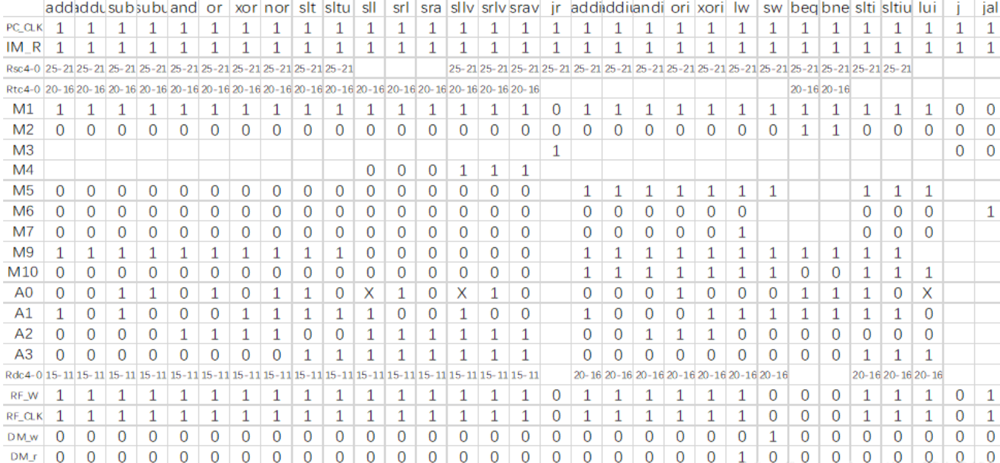 add addu sub subu and or xor nor slt sltu sll srl sra sllv srlv srav jr addi addiu andi ori xori lw sw beq bne slti sltiu lui j jal
PC_CLK 1 1 1 1 1 1 1 1 1 1 1 1 1 1 1 1 1 1 1 1 1 1 1 1 1 1 1 1 1 1 1
IM_R 1 1 1 1 1 1 1 1 1 1 1 1 1 1 1 1 1 1 1 1 1 1 1 1 1 1 1 1 1 1 1
Rsc4-0 25-21 25-21 25-21 25-21 25-21 25-21 25-21 25-21 25-21 25-21 25-21 25-21 25-21 25-21 25-21 25-21 25-21 25-21 25-21 25-21 25-21 25-21 25-21 25-21 25-21
Rtc4-0 20-16 20-16 20-16 20-16 20-16 20-16 20-16 20-16 20-16 20-16 20-16 20-16 20-16 20-16 20-16 20-16 20-16 20-16
M1 1 1 1 1 1 1 1 1 1 1 1 1 1 1 1 1 0 1 1 1 1 1 1 1 1 1 1 1 1 0 0
M2 0 0 0 0 0 0 0 0 0 0 0 0 0 0 0 0 0 0 0 0 0 0 0 0 1 1 0 0 0 0 0
M3 1 0 0
M4 0 0 0 1 1 1
M5 0 0 0 0 0 0 0 0 0 0 0 0 0 0 0 0 1 1 1 1 1 1 1 1 1 1
M6 0 0 0 0 0 0 0 0 0 0 0 0 0 0 0 0 0 0 0 0 0 0 0 0 0 1
M7 0 0 0 0 0 0 0 0 0 0 0 0 0 0 0 0 0 0 0 0 0 1 0 0 0
M9 1 1 1 1 1 1 1 1 1 1 0 0 0 0 0 0 1 1 1 1 1 1 1 1 1 1 1
M10 0 0 0 0 0 0 0 0 0 0 0 0 0 0 0 0 1 1 1 1 1 1 1 0 0 1 1 1
A0 0 0 1 1 0 1 0 1 1 0 X 1 0 X 1 0 0 0 0 1 0 0 0 1 1 1 0 X
A1 1 0 1 0 0 0 1 1 1 1 1 0 0 1 0 0 1 0 0 0 1 1 1 1 1 1 1 0
A2 0 0 0 0 1 1 1 1 0 0 1 1 1 1 1 1 0 0 1 1 1 0 0 0 0 0 0 0
A3 0 0 0 0 0 0 0 0 1 1 1 1 1 1 1 1 0 0 0 0 0 0 0 0 0 1 1 1
Rdc4-0 15-11 15-11 15-11 15-11 15-11 15-11 15-11 15-11 15-11 15-11 15-11 15-11 15-11 15-11 15-11 15-11 20-16 20-16 20-16 20-16 20-16 20-16 20-16 20-16 20-16 20-16
RF_W 1 1 1 1 1 1 1 1 1 1 1 1 1 1 1 1 0 1 1 1 1 1 1 0 0 0 1 1 1 0 1
RF_CLK 1 1 1 1 1 1 1 1 1 1 1 1 1 1 1 1 0 1 1 1 1 1 1 0 0 0 1 1 1 0 1
DM_w 0 0 0 0 0 0 0 0 0 0 0 0 0 0 0 0 0 0 0 0 0 0 0 1 0 0 0 0 0 0 0
DM_r 0 0 0 0 0 0 0 0 0 0 0 0 0 0 0 0 0 0 0 0 0 0 1 0 0 0 0 0 0 0 0